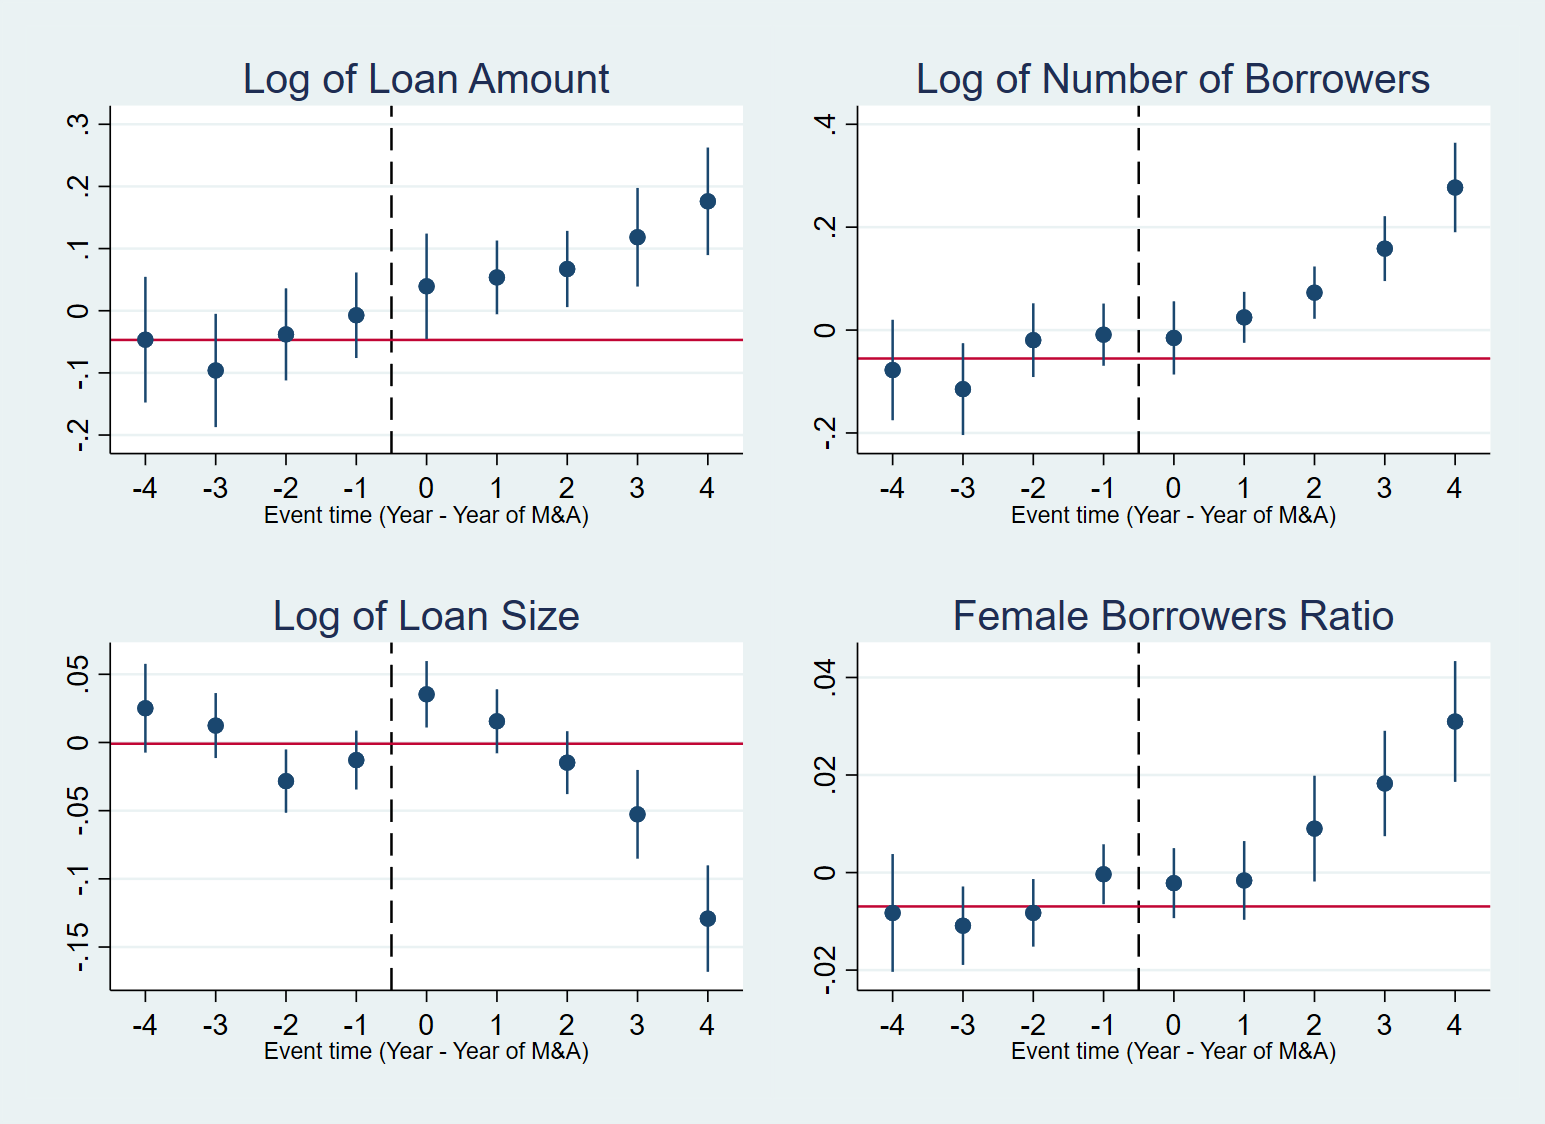 Log of Loan Amount
.3
.2
.1
0
-.1
-.2
-4 -3 -2 -1 0 1 2 3 4
Event time (Year - Year of M&A)
Log of Number of Borrowers
.4
.2
0
-.2
-4 -3 -2 -1 0 1 2 3 4
Event time (Year - Year of M&A)
Log of Loan Size
.05
0
-.05
-.1
-.15
-4 -3 -2 -1 0 1 2 3 4
Event time (Year - Year of M&A)
Female Borrowers Ratio
.04
.02
0
-.02
-4 -3 -2 -1 0 1 2 3 4
Event time (Year - Year of M&A)